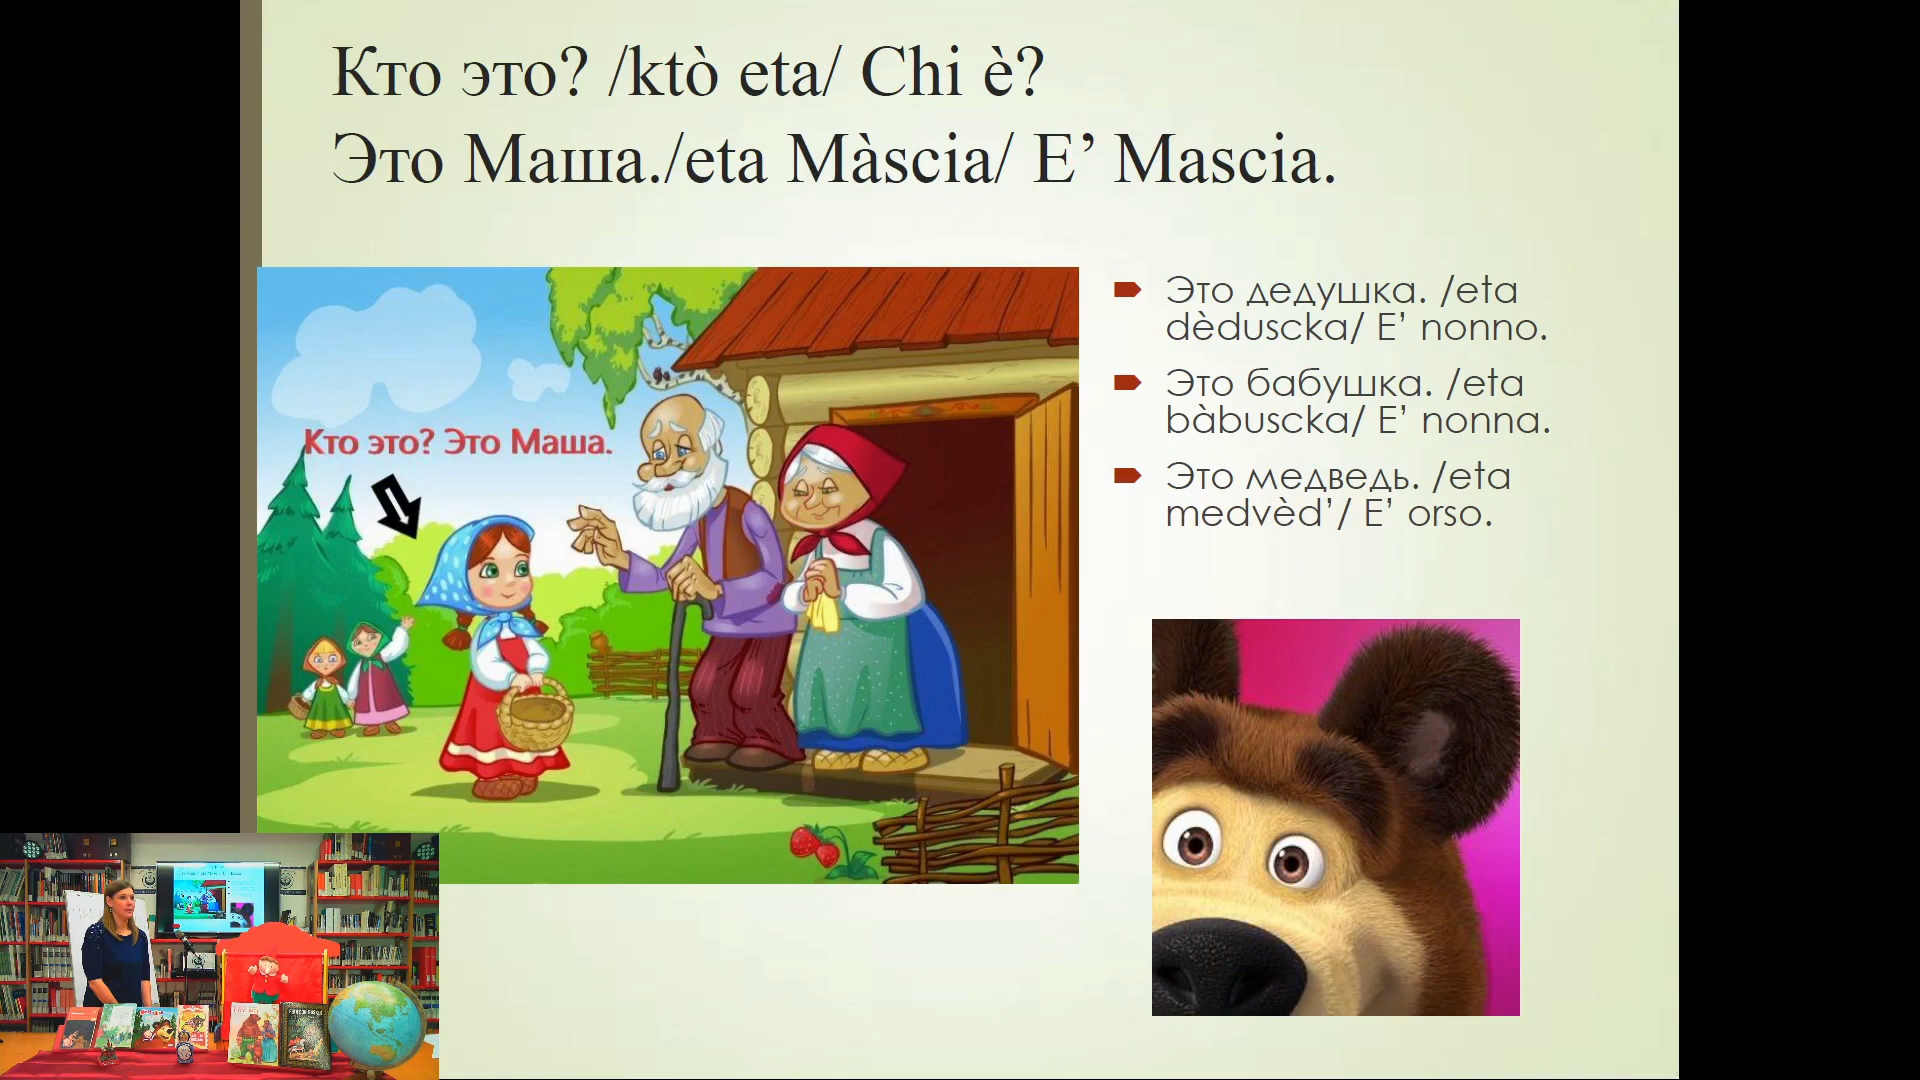 Кто это? /ktò eta/ Chi è?
Это Маша./eta Màscia/ E’ Mascia.
Кто это? Это Маша.
Это дедушка. /eta
dèduscka/ E’ nonno.
Это бабушка. /eta
bàbuscka/ E’ nonna.
Это медведь. /eta
medvèd’/ E’ orso.